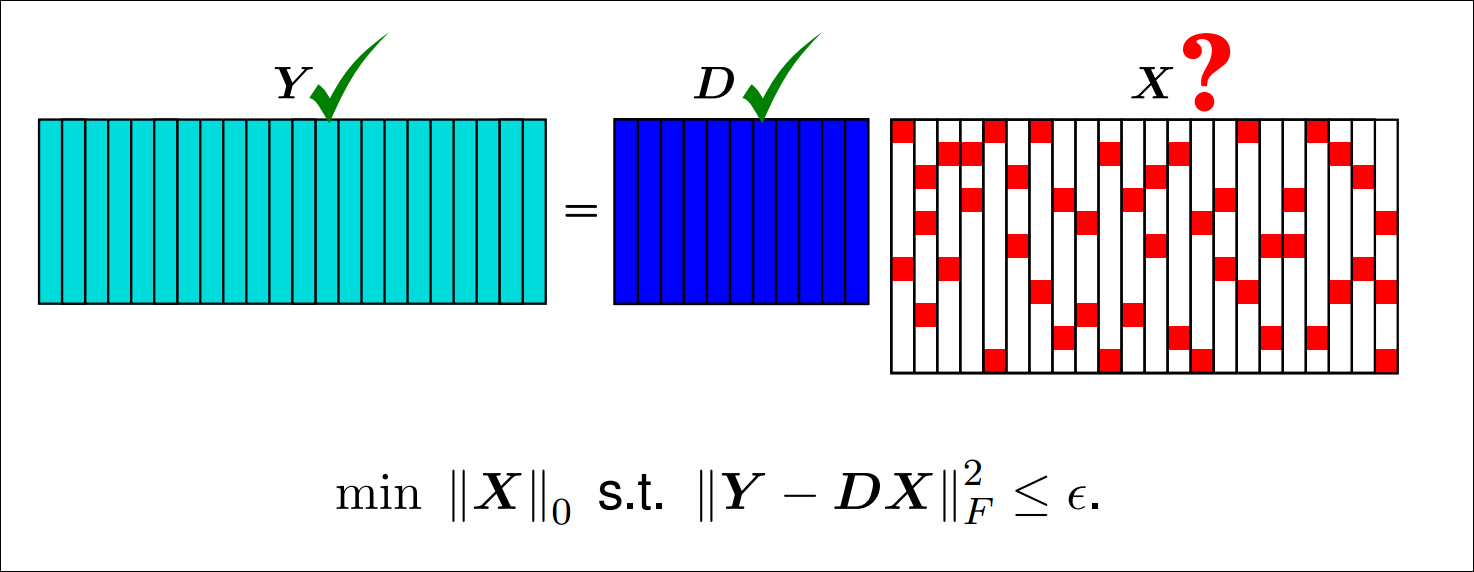 Y ✓ D ✓ X ?
=
min ‖X‖₀ s.t. ‖Y − DX‖²_F ≤ ϵ.